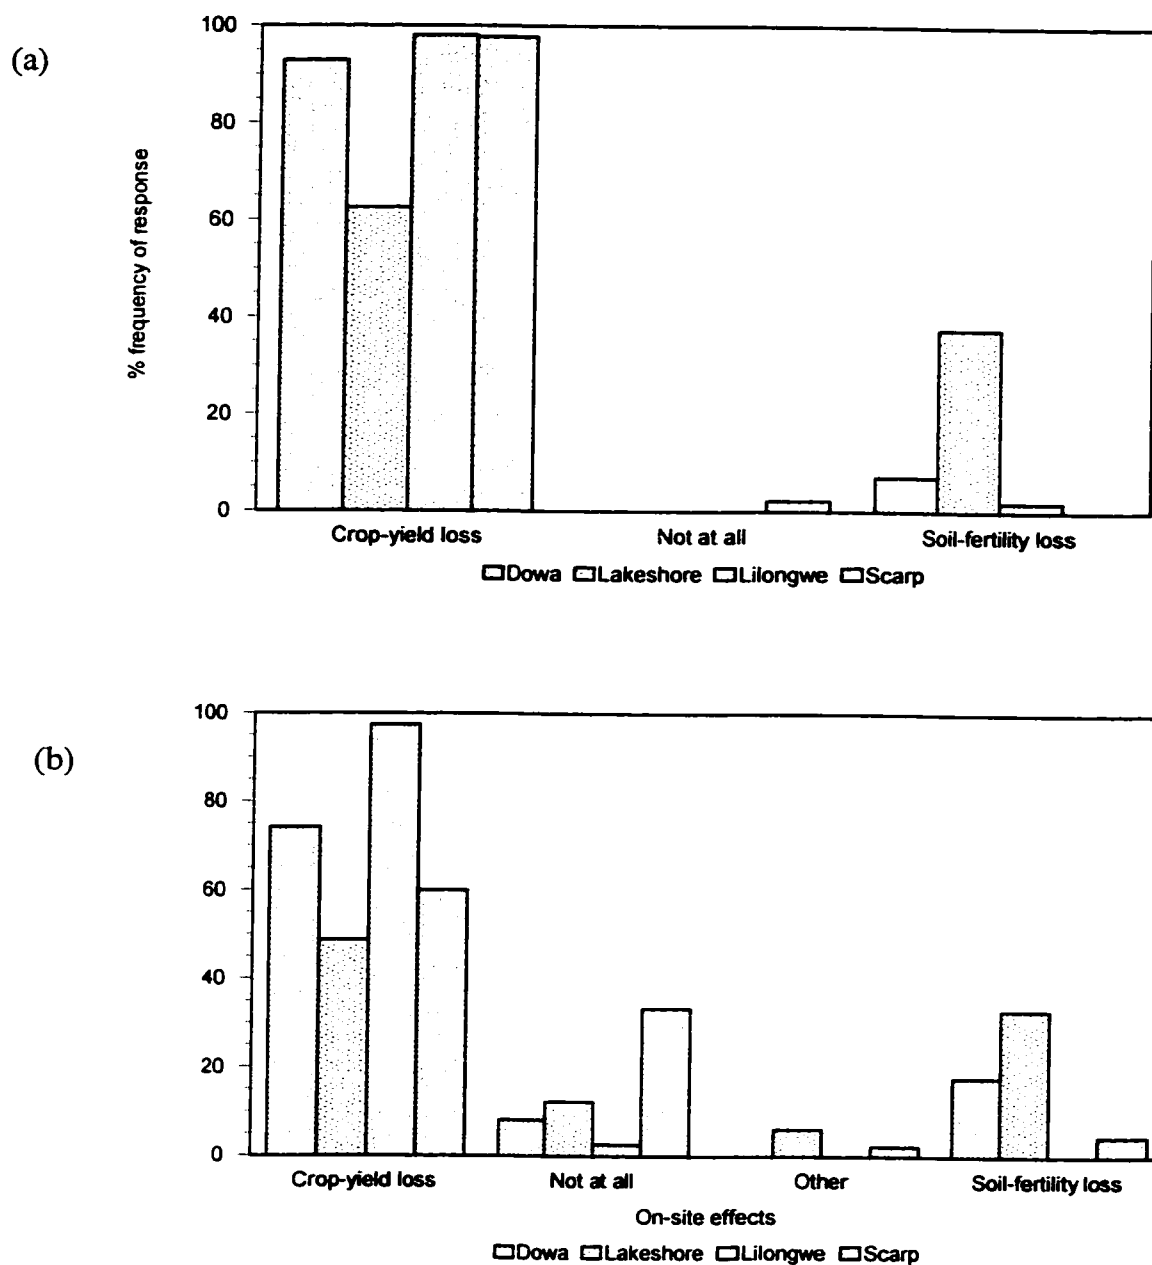 (a)
100
80
60
40
20
0
% frequency of response
Crop-yield loss Not at all Soil-fertility loss
Dowa Lakeshore Lilongwe Scarp
(b)
100
80
60
40
20
0
Crop-yield loss Not at all Other Soil-fertility loss
On-site effects
Dowa Lakeshore Lilongwe Scarp